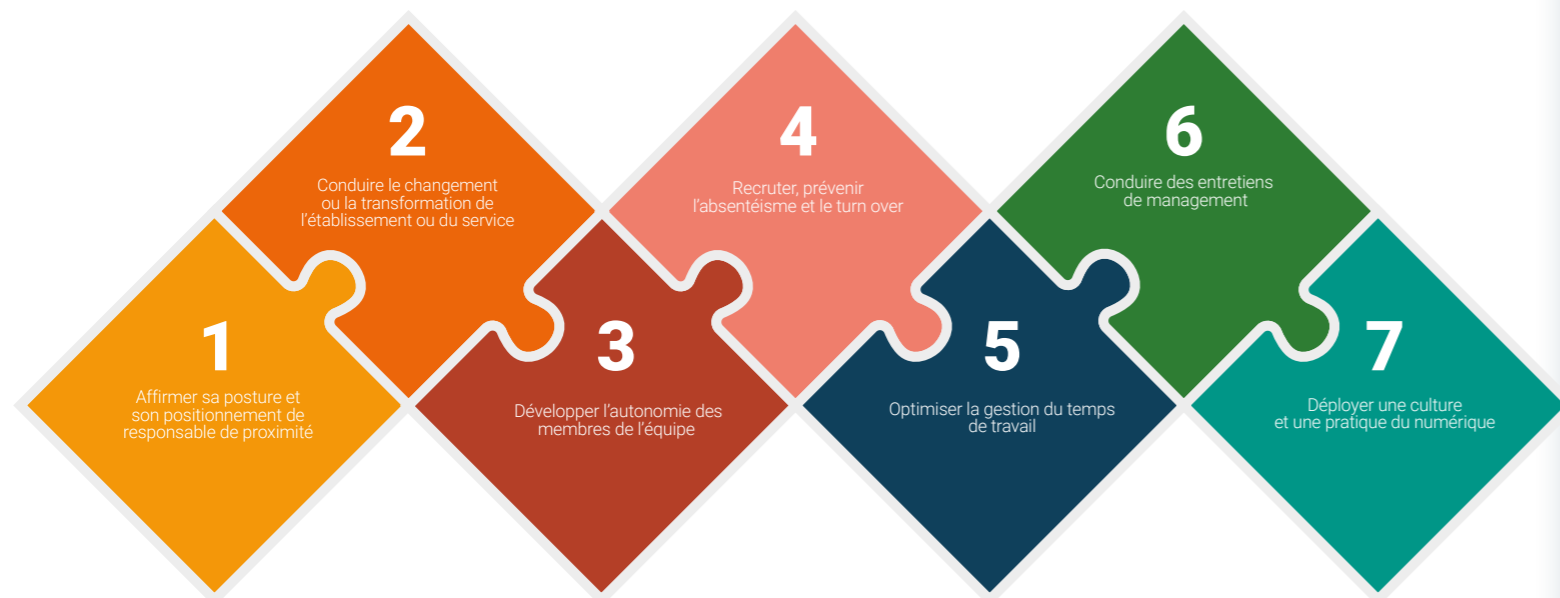 1
Affirmer sa posture et
son positionnement de
responsable de proximité
2
Conduire le changement
ou la transformation de
l'établissement ou du service
3
Développer l'autonomie des
membres de l'équipe
4
Recruter, prévenir
l'absentéisme et le turn over
5
Optimiser la gestion du temps
de travail
6
Conduire des entretiens
de management
7
Déployer une culture
et une pratique du numérique